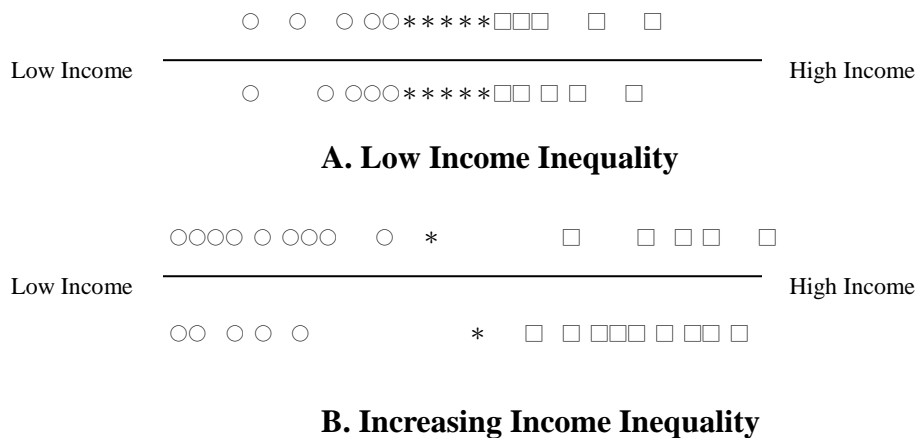 ○ ○ ○ ○○*****□□□ □ □
Low Income High Income
○ ○ ○○○*****□□ □ □ □
A. Low Income Inequality
○○○○ ○ ○○○ ○ * □ □ □ □ □
Low Income High Income
○○ ○ ○ ○ * □ □ □□□ □ □□ □
B. Increasing Income Inequality